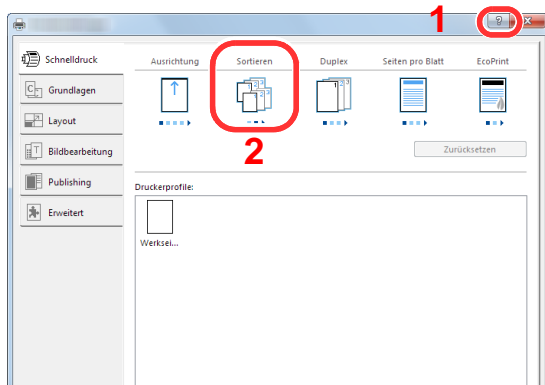 1
?
Schnelldruck
Ausrichtung Sortieren Duplex Seiten pro Blatt EcoPrint
Grundlagen
Layout
2
Zurücksetzen
Bildbearbeitung
Publishing
Druckerprofile:
Erweitert
Werksei...